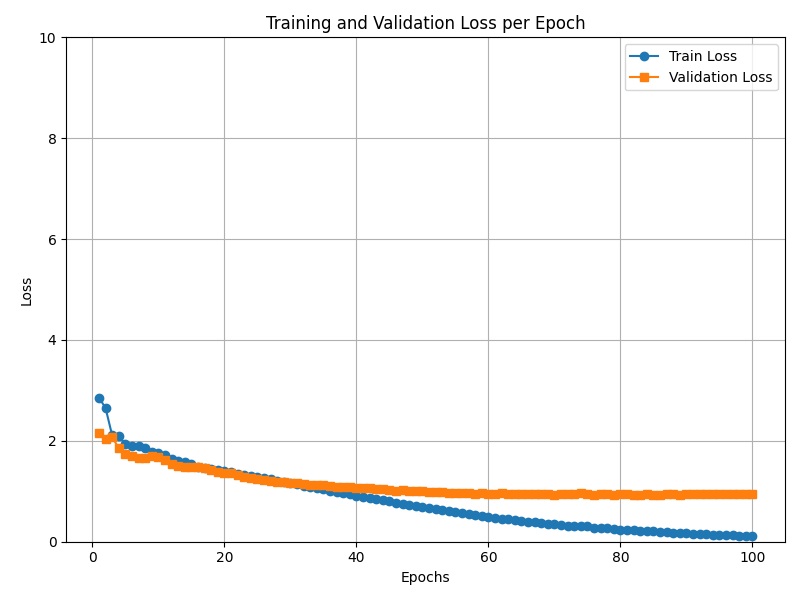 Training and Validation Loss per Epoch
Train Loss
Validation Loss
Loss
10
8
6
4
2
0
0 20 40 60 80 100
Epochs